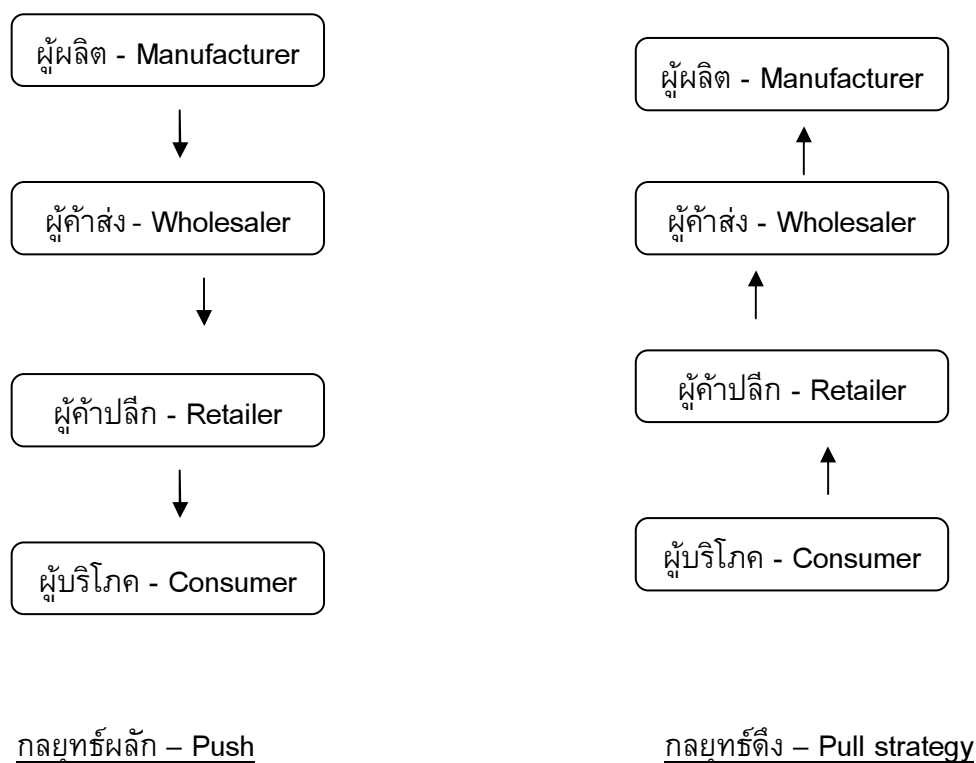 ผู้ผลิต - Manufacturer
ผู้ค้าส่ง - Wholesaler
ผู้ค้าปลีก - Retailer
ผู้บริโภค - Consumer
กลยุทธ์ผลัก – Push
ผู้ผลิต - Manufacturer
ผู้ค้าส่ง - Wholesaler
ผู้ค้าปลีก - Retailer
ผู้บริโภค - Consumer
กลยุทธ์ดึง – Pull strategy